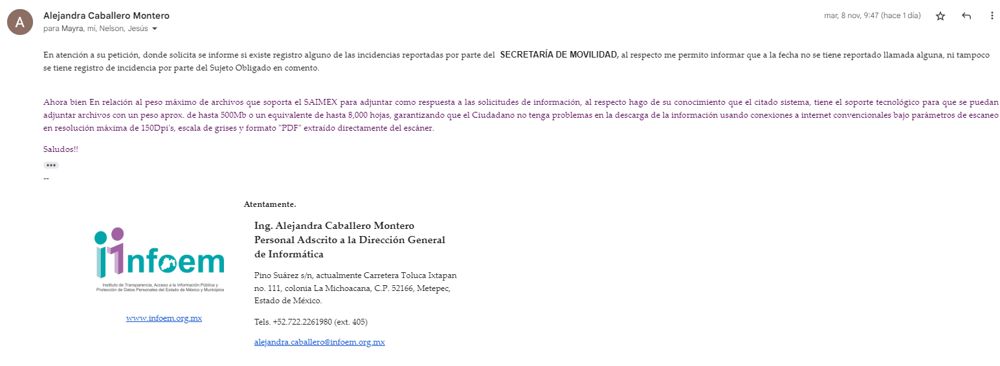 A
Alejandra Caballero Montero
mar, 8 nov, 9:47 (hace 1 día)
para Mayra, mí, Nelson, Jesús
En atención a su petición, donde solicita se informe si existe registro alguno de las incidencias reportadas por parte del SECRETARÍA DE MOVILIDAD, al respecto me permito informar que a la fecha no se tiene reportado llamada alguna, ni tampoco
se tiene registro de incidencia por parte del Sujeto Obligado en comento.
Ahora bien En relación al peso máximo de archivos que soporta el SAIMEX para adjuntar como respuesta a las solicitudes de información, al respecto hago de su conocimiento que el citado sistema, tiene el soporte tecnológico para que se puedan
adjuntar archivos con un peso aprox. de hasta 500Mb o un equivalente de hasta 8,000 hojas, garantizando que el Ciudadano no tenga problemas en la descarga de la información usando conexiones a internet convencionales bajo parámetros de escaneo
en resolución máxima de 150Dpi's, escala de grises y formato "PDF" extraído directamente del escáner.
Saludos!!
--
Atentamente.
infoem
Instituto de Transparencia, Acceso a la Información Pública y
Protección de Datos Personales del Estado de México y Municipios
www.infoem.org.mx
Ing. Alejandra Caballero Montero
Personal Adscrito a la Dirección General
de Informática
Pino Suárez s/n, actualmente Carretera Toluca Ixtapan
no. 111, colonia La Michoacana, C.P. 52166, Metepec,
Estado de México.
Tels. +52.722.2261980 (ext. 405)
alejandra.caballero@infoem.org.mx